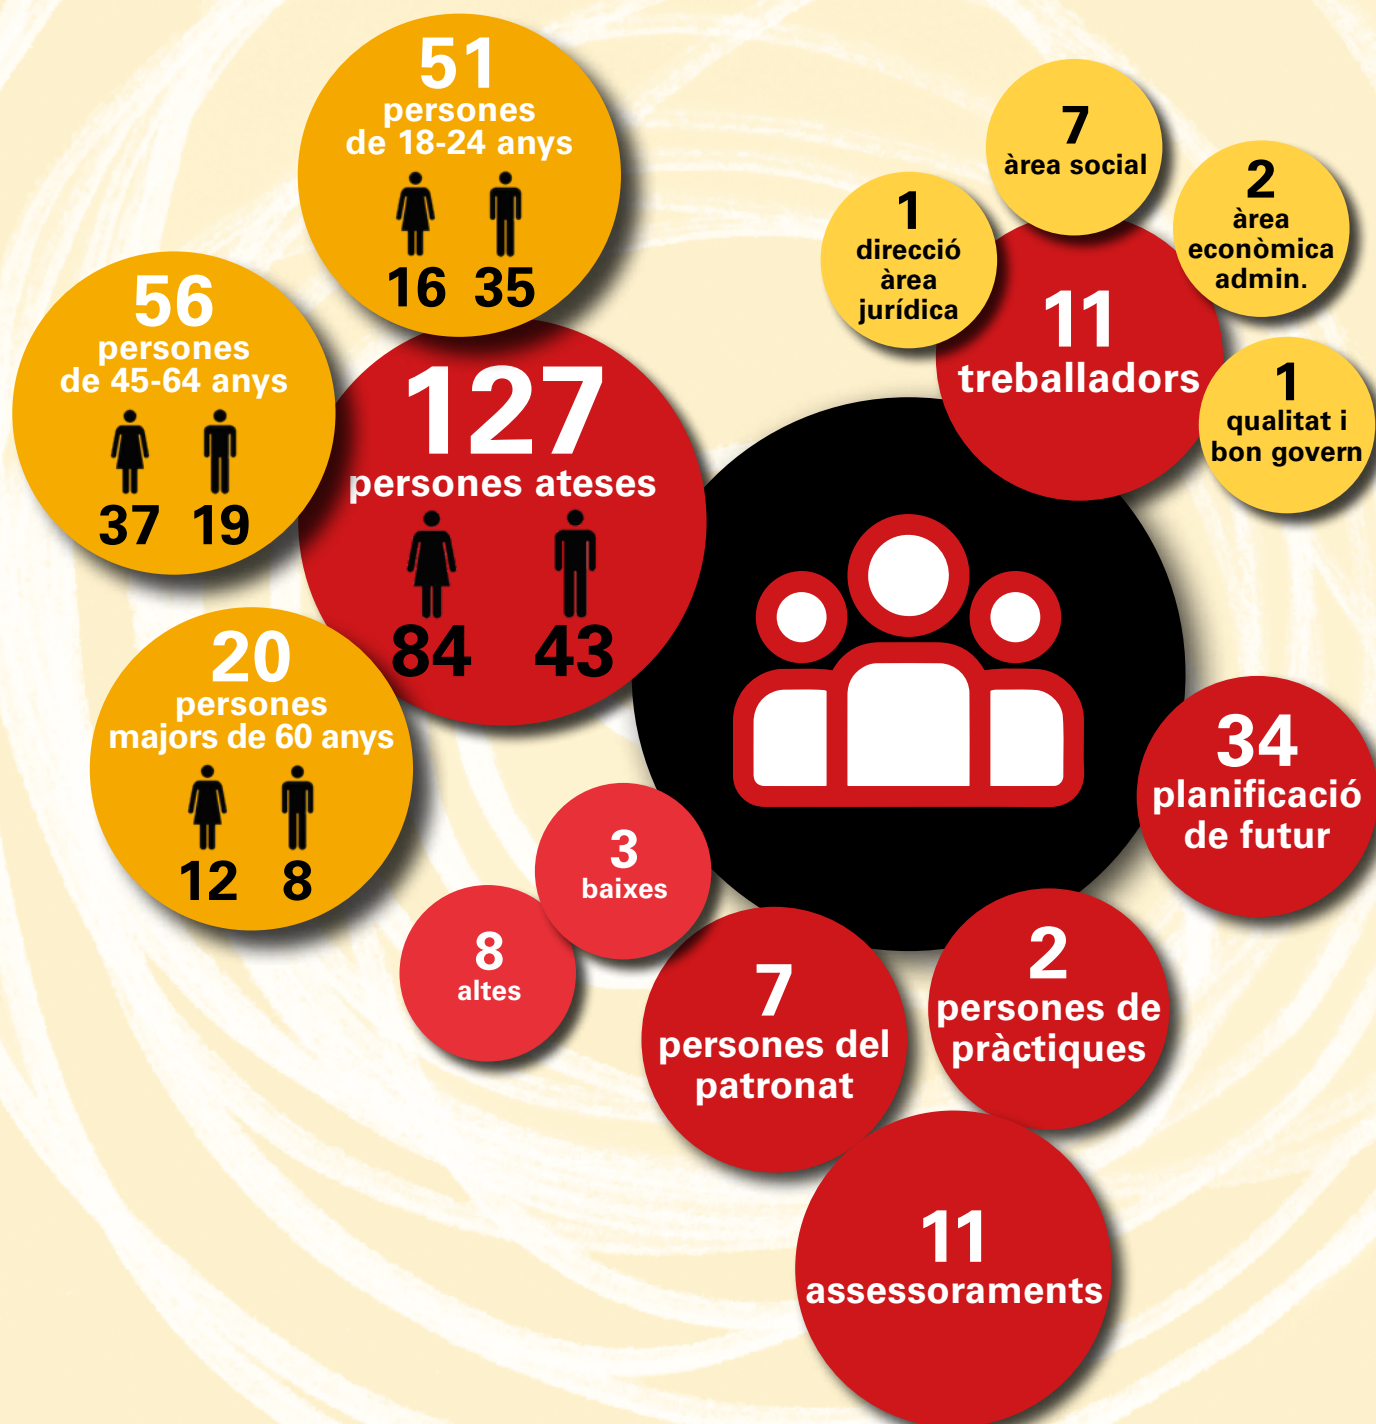 51
persones
de 18-24 anys
16 35
56
persones
de 45-64 anys
37 19
127
persones ateses
84 43
20
persones
majors de 60 anys
12 8
7
àrea social
1
direcció
àrea
jurídica
2
àrea
econòmica
admin.
11
treballadors
1
qualitat i
bon govern
34
planificació
de futur
3
baixes
8
altes
7
persones del
patronat
2
persones de
pràctiques
11
assessoraments